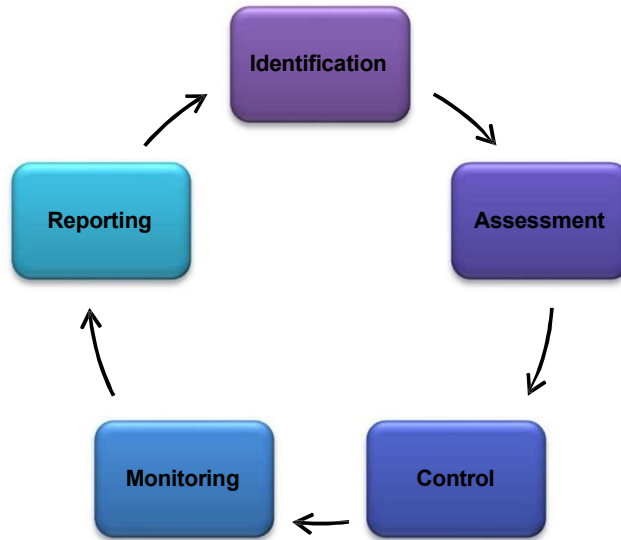 Identification
Assessment
Control
Monitoring
Reporting